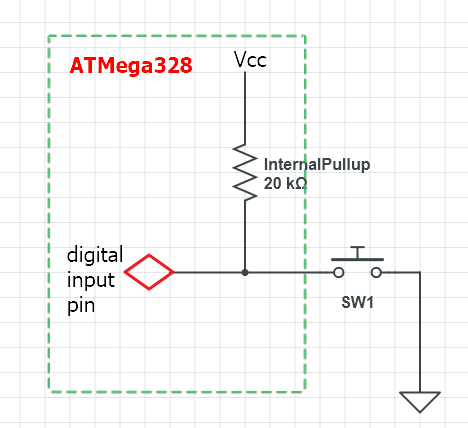 Vcc
ATMega328
InternalPullup
20 kΩ
digital
input
pin
SW1